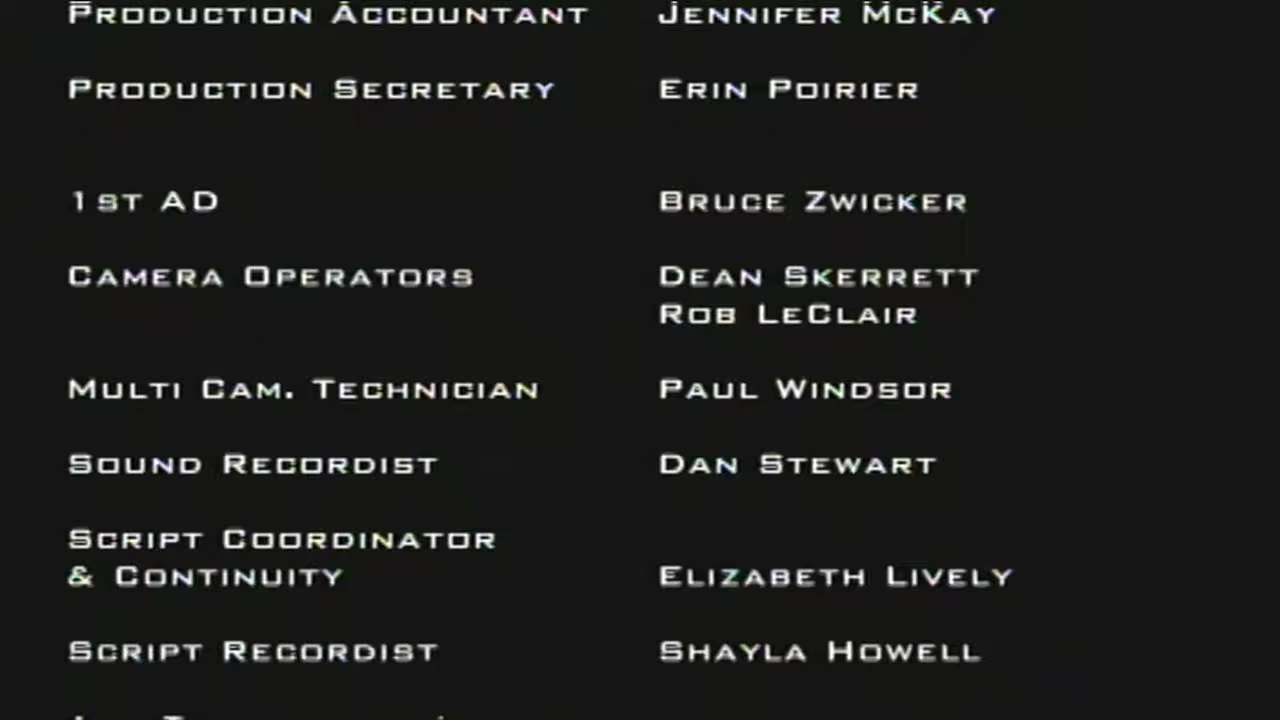 Production Accountant Jennifer McKay
Production Secretary Erin Poirier
1st AD Bruce Zwicker
Camera Operators Dean Skerrett
Rob LeClair
Multi Cam. Technician Paul Windsor
Sound Recordist Dan Stewart
Script Coordinator
& Continuity Elizabeth Lively
Script Recordist Shayla Howell